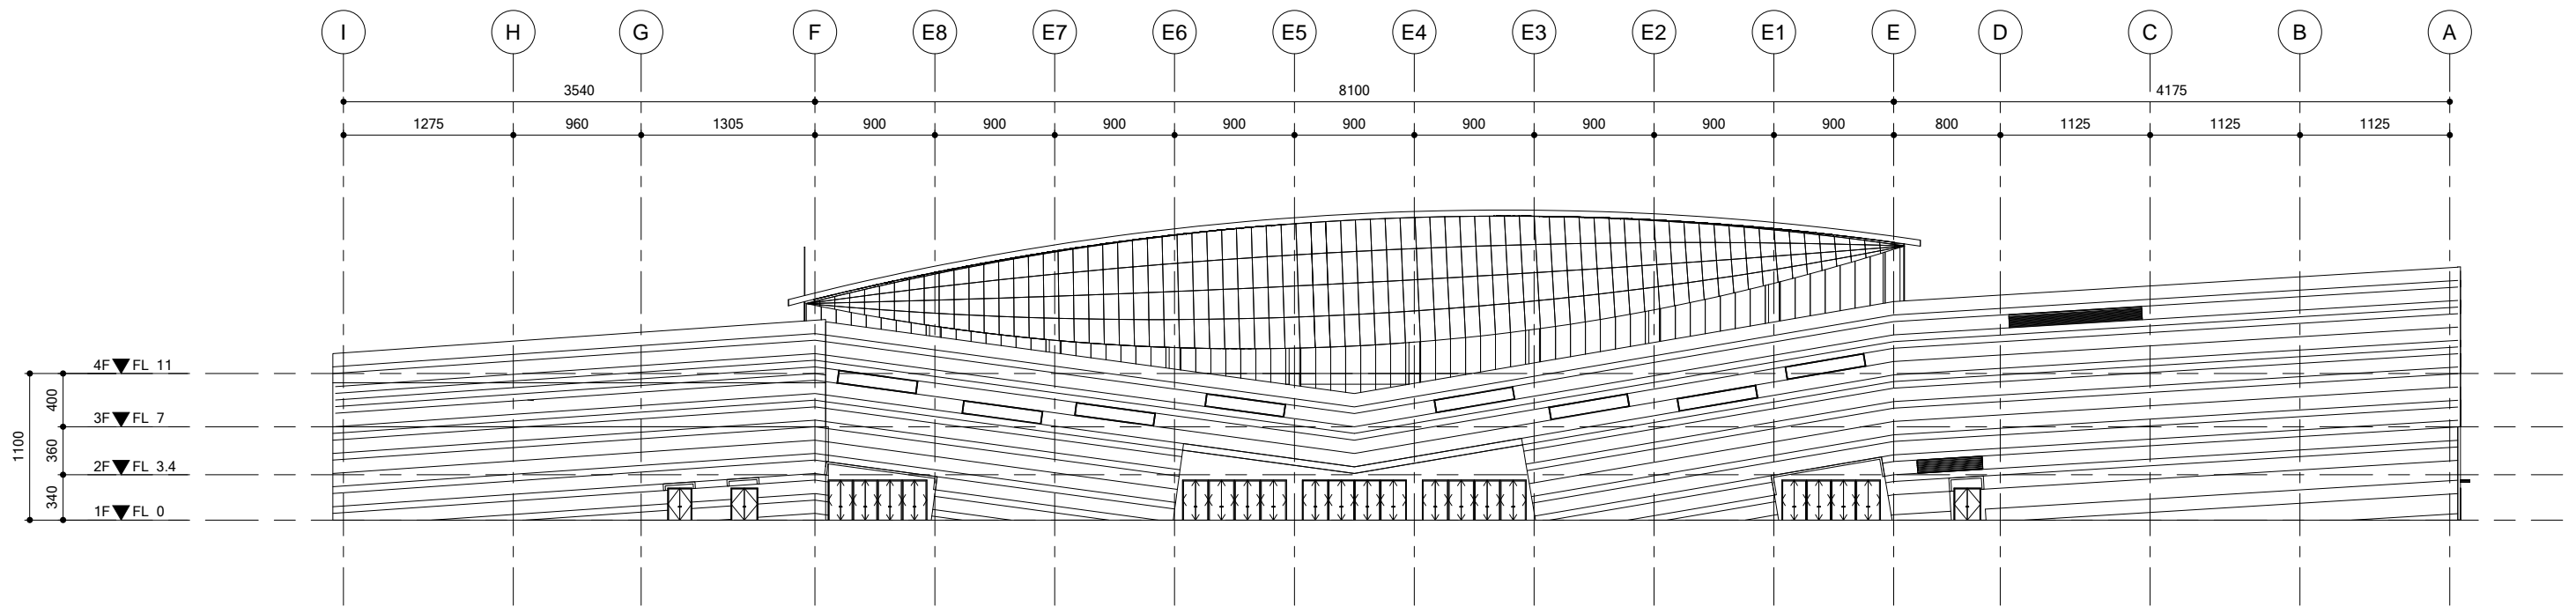 I H G F E8 E7 E6 E5 E4 E3 E2 E1 E D C B A
3540 8100 4175
1275 960 1305 900 900 900 900 900 900 900 900 900 800 1125 1125 1125
4F FL 11
400
3F FL 7
1100
360
2F FL 3.4
340
1F FL 0